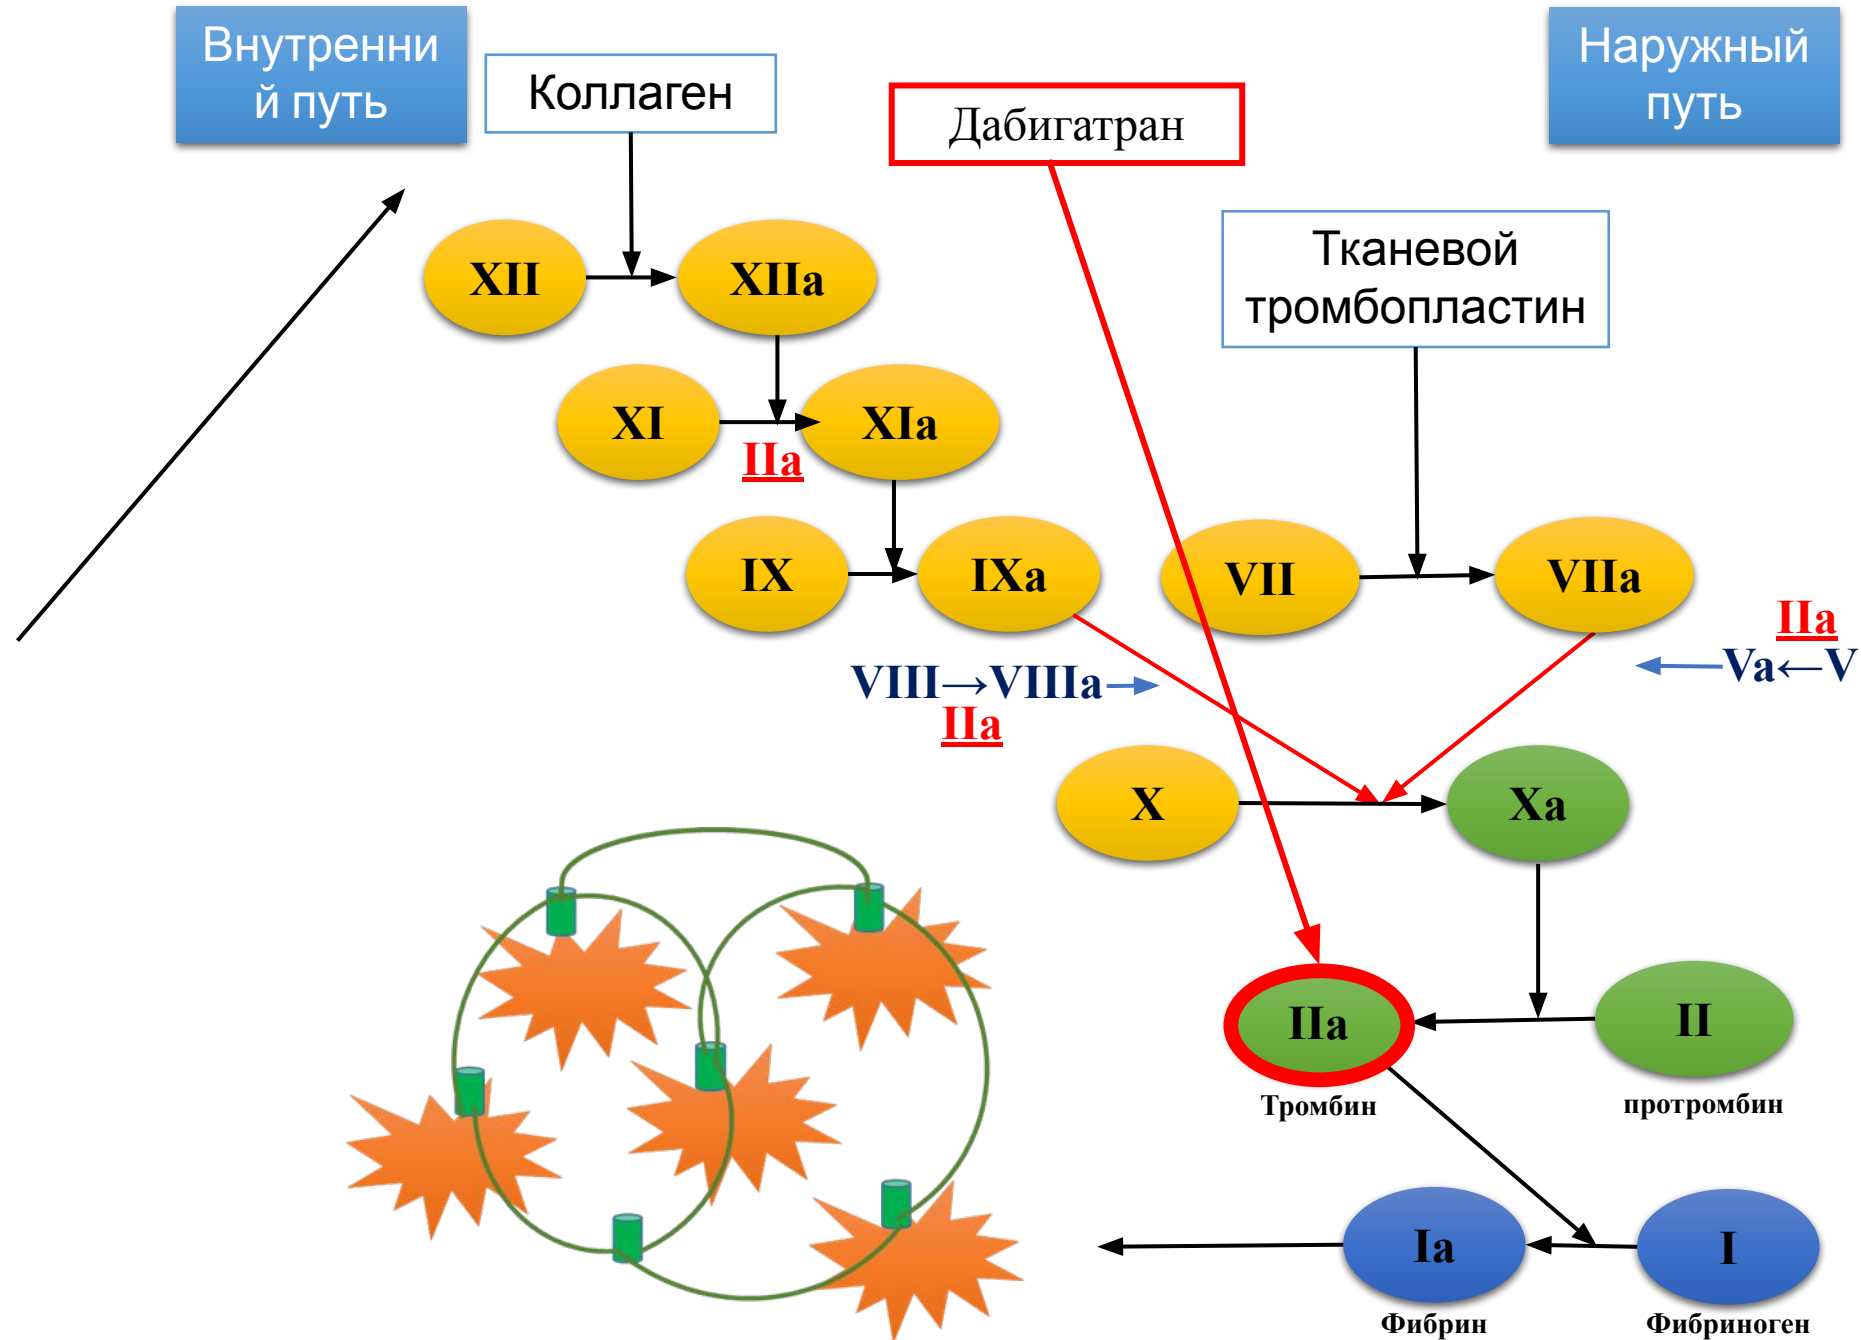 Внутренни
й путь
Коллаген
Дабигатран
Наружный
путь
Тканевой
тромбопластин
XII
XIIa
XI
XIa
IIa
IX
IXa
VII
VIIa
IIa
VIII→VIIIa
Va←V
IIa
X
Xa
IIa
II
Тромбин
протромбин
Ia
I
Фибрин
Фибриноген